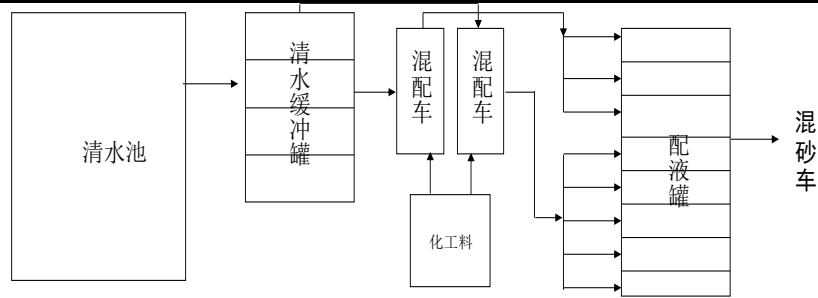 清水池
清水缓冲罐
混配车
混配车
化工料
配液罐
混砂车